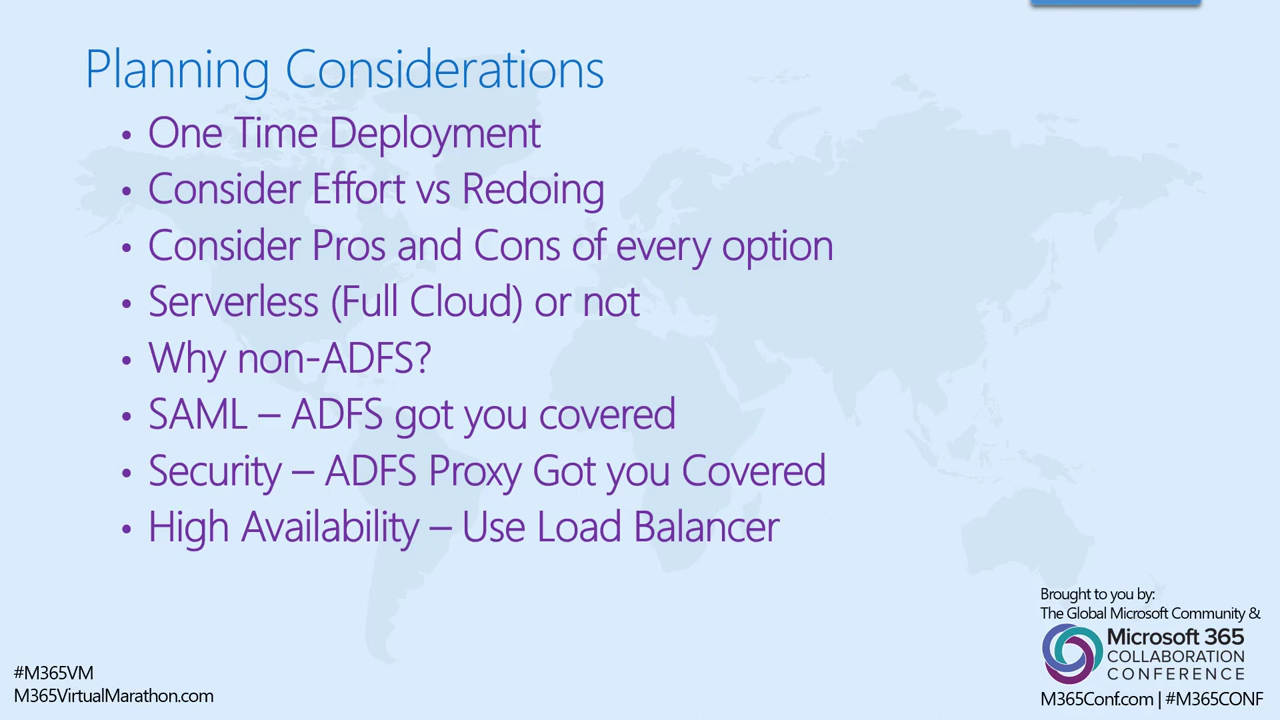 Planning Considerations
• One Time Deployment
• Consider Effort vs Redoing
• Consider Pros and Cons of every option
• Serverless (Full Cloud) or not
• Why non-ADFS?
• SAML – ADFS got you covered
• Security – ADFS Proxy Got you Covered
• High Availability – Use Load Balancer
Brought to you by:
The Global Microsoft Community &
Microsoft 365
COLLABORATION
CONFERENCE
M365Conf.com | #M365CONF
#M365VM
M365VirtualMarathon.com